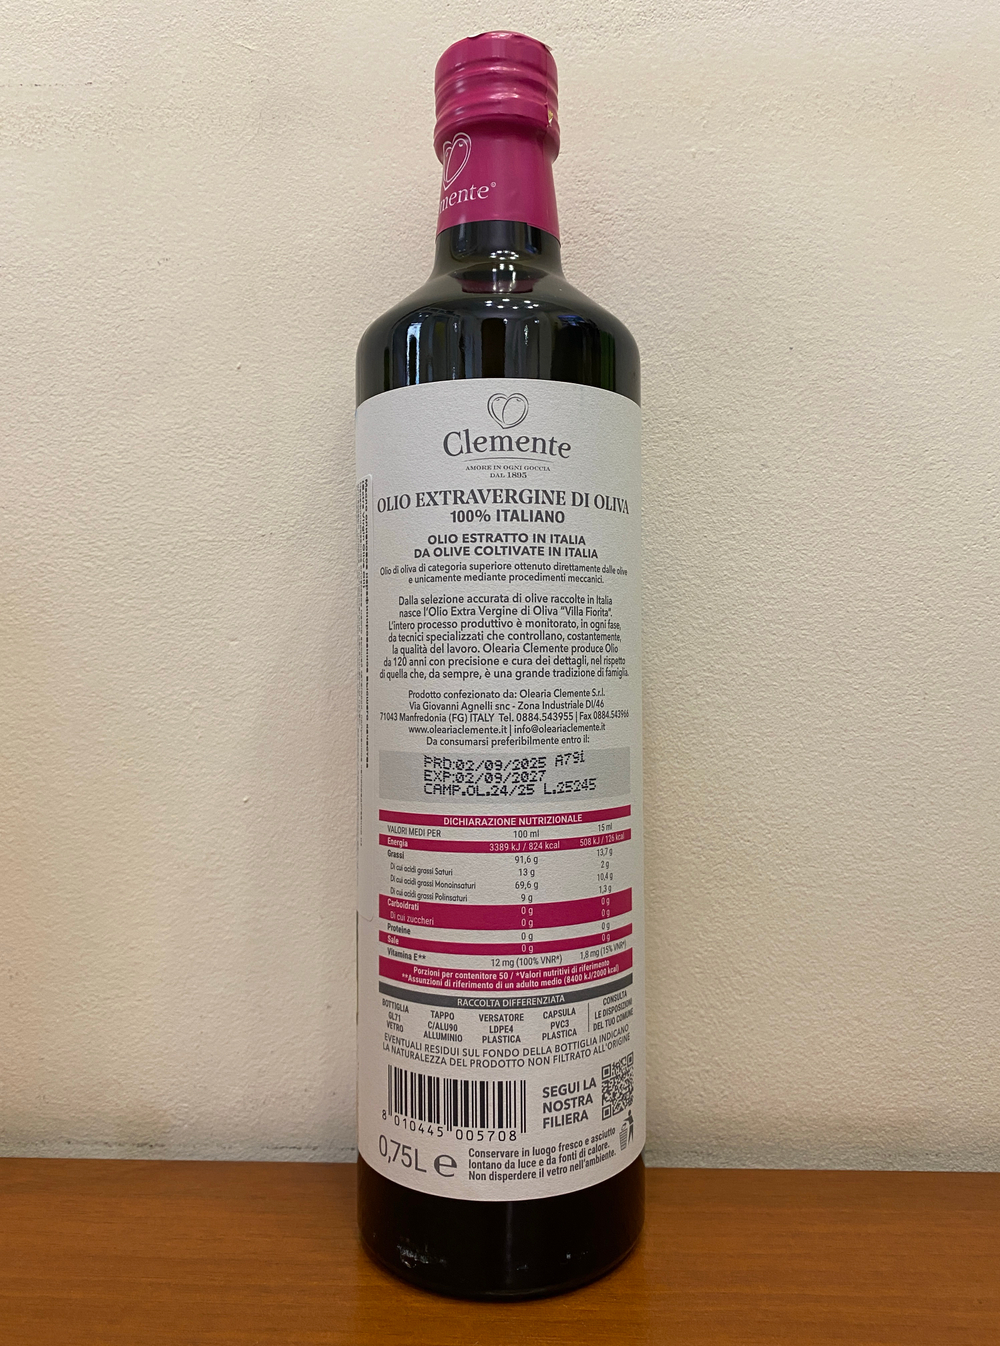 mente®
Clemente
AMORE IN OGNI GOCCIA
DAL 1895
OLIO EXTRAVERGINE DI OLIVA
100% ITALIANO
OLIO ESTRATTO IN ITALIA
DA OLIVE COLTIVATE IN ITALIA
Olio di oliva di categoria superiore ottenuto direttamente dalle olive
e unicamente mediante procedimenti meccanici.
Dalla selezione accurata di olive raccolte in Italia
nasce l'Olio Extra Vergine di Oliva "Villa Fiorita".
L'intero processo produttivo è monitorato, in ogni fase,
da tecnici specializzati che controllano, costantemente,
la qualità del lavoro. Olearia Clemente produce Olio
da 120 anni con precisione e cura dei dettagli, nel rispetto
di quella che, da sempre, è una grande tradizione di famiglia.
Prodotto confezionato da: Olearia Clemente S.r.l.
Via Giovanni Agnelli snc - Zona Industriale DI/46
71043 Manfredonia (FG) ITALY Tel. 0884.543955 | Fax 0884.543966
www.oleariaclemente.it | info@oleariaclemente.it
Da consumarsi preferibilmente entro il:
PRD:02/09/2025 A79i
EXP:02/09/2027
CAMP.OL.24/25 L.25245
DICHIARAZIONE NUTRIZIONALE
VALORI MEDI PER 100 ml 15 ml
Energia 3389 kJ / 824 kcal 508 kJ / 126 kcal
Grassi 91,6 g 13,7 g
Di cui acidi grassi Saturi 13 g 2 g
Di cui acidi grassi Monoinsaturi 69,6 g 10,4 g
Di cui acidi grassi Polinsaturi 9 g 1,3 g
Carboidrati 0 g 0 g
Di cui zuccheri 0 g 0 g
Proteine 0 g 0 g
Sale 0 g 0 g
Vitamina E** 12 mg (100% VNR*) 1,8 mg (15% VNR*)
Porzioni per contenitore 50 / *Valori nutritivi di riferimento
**Assunzioni di riferimento di un adulto medio (8400 kJ/2000 kcal)
RACCOLTA DIFFERENZIATA
BOTTIGLIA GL71 VETRO
TAPPO C/ALU90 ALLUMINIO
VERSATORE LDPE4 PLASTICA
CAPSULA PVC3 PLASTICA
CONSULTA LE DISPOSIZIONI DEL TUO COMUNE
EVENTUALI RESIDUI SUL FONDO DELLA BOTTIGLIA INDICANO
LA NATURALEZZA DEL PRODOTTO NON FILTRATO ALL'ORIGINE
SEGUI LA
NOSTRA
FILIERA
8 010445 005708
0,75L e
Conservare in luogo fresco e asciutto
lontano da luce e da fonti di calore.
Non disperdere il vetro nell'ambiente.